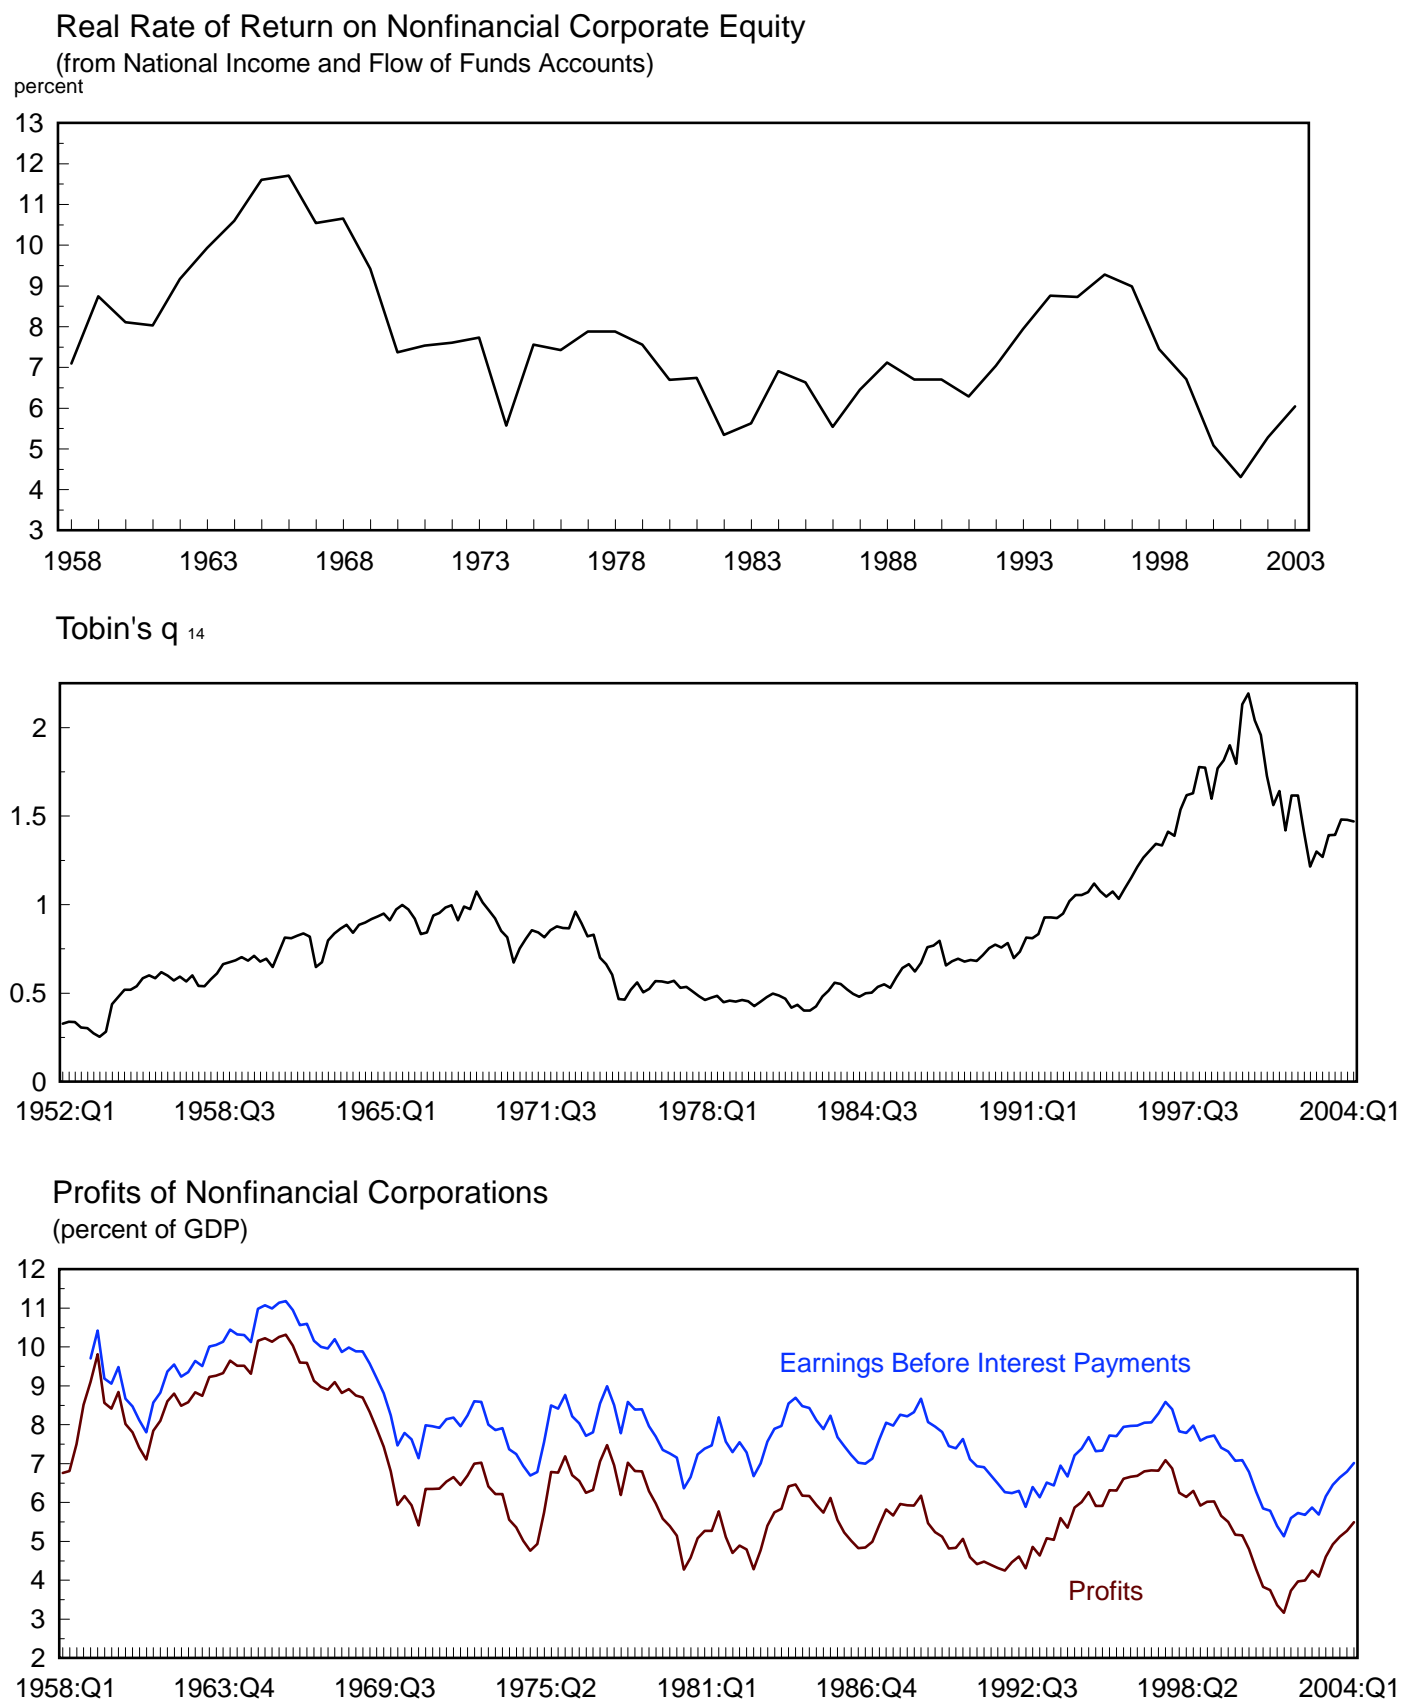 Real Rate of Return on Nonfinancial Corporate Equity
(from National Income and Flow of Funds Accounts)
percent
13
12
11
10
9
8
7
6
5
4
3
1958 1963 1968 1973 1978 1983 1988 1993 1998 2003
Tobin's q 14
2
1.5
1
0.5
0
1952:Q1 1958:Q3 1965:Q1 1971:Q3 1978:Q1 1984:Q3 1991:Q1 1997:Q3 2004:Q1
Profits of Nonfinancial Corporations
(percent of GDP)
12
11
10
Earnings Before Interest Payments
9
8
7
6
5
4
Profits
3
2
1958:Q1 1963:Q4 1969:Q3 1975:Q2 1981:Q1 1986:Q4 1992:Q3 1998:Q2 2004:Q1